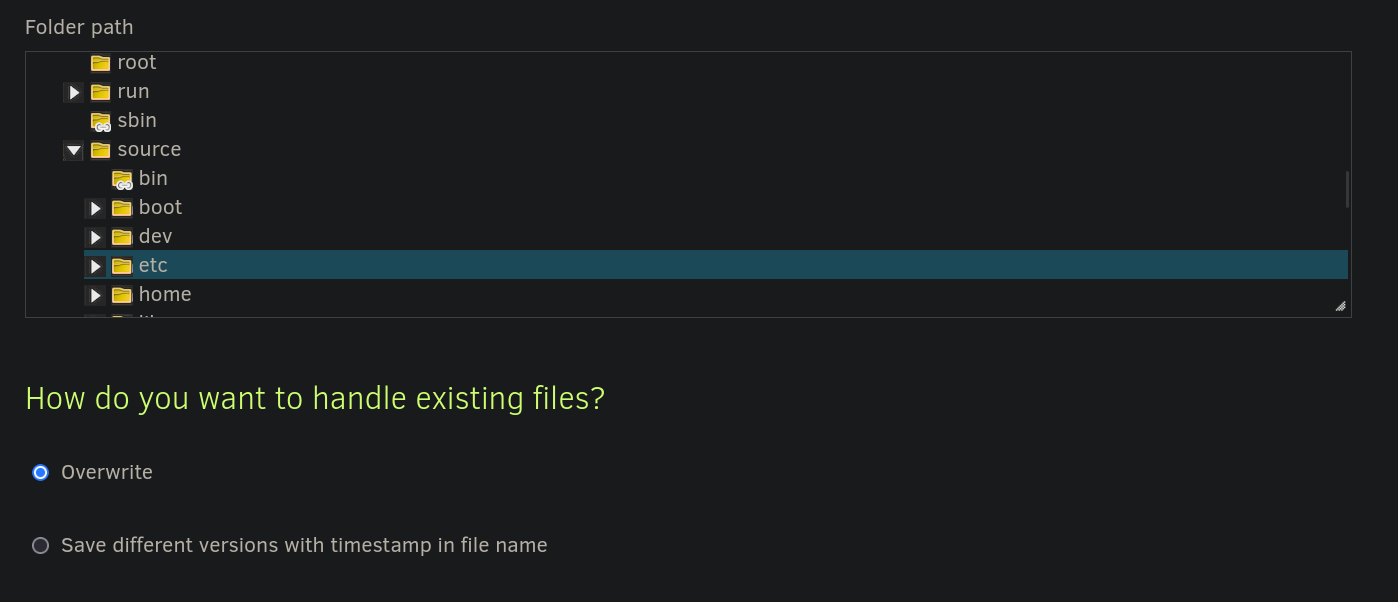 Folder path
root
run
sbin
source
bin
boot
dev
etc
home
How do you want to handle existing files?
Overwrite
Save different versions with timestamp in file name